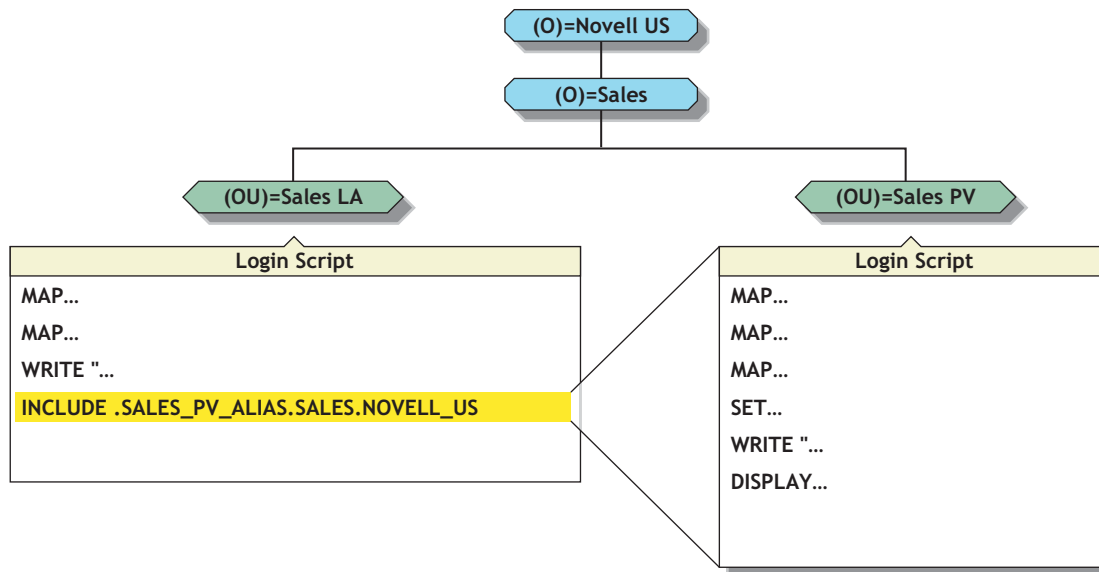 (O)=Novell US
(O)=Sales
(OU)=Sales LA
(OU)=Sales PV
Login Script
MAP...
MAP...
WRITE "...
INCLUDE .SALES_PV_ALIAS.SALES.NOVELL_US
Login Script
MAP...
MAP...
MAP...
SET...
WRITE "...
DISPLAY...